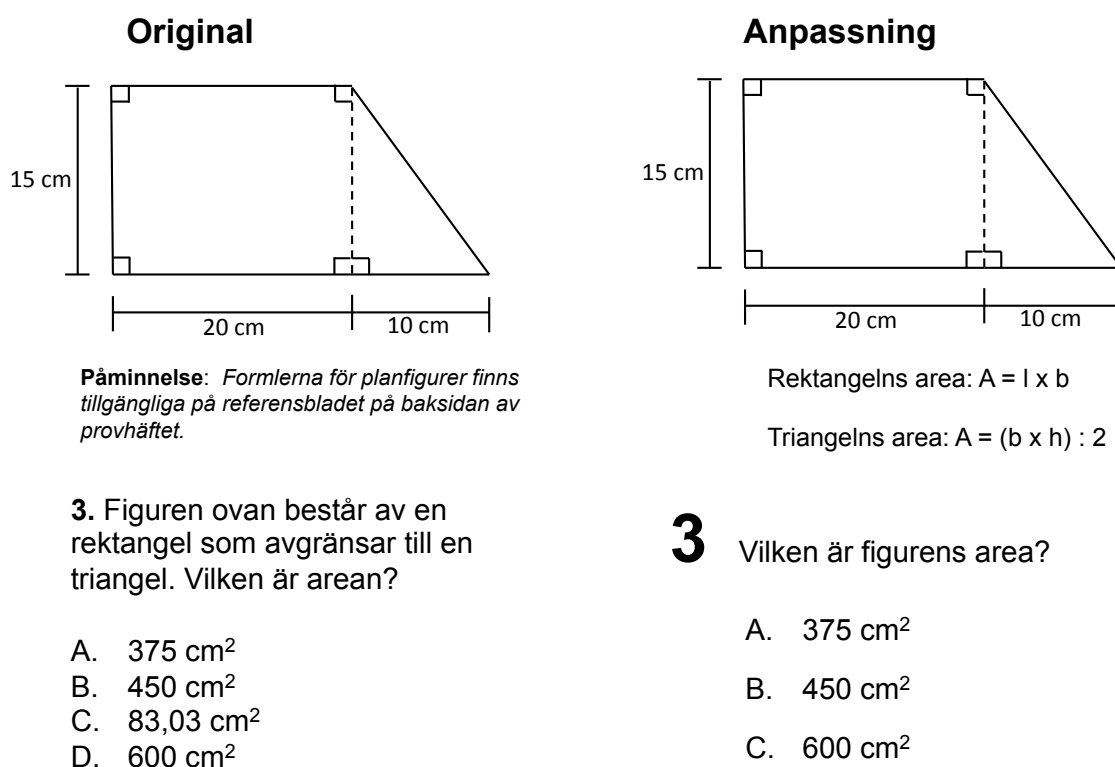 Original
15 cm
20 cm
10 cm
Påminnelse: Formlerna för planfigurer finns
tillgängliga på referensbladet på baksidan av
provhäftet.
3. Figuren ovan består av en
rektangel som avgränsar till en
triangel. Vilken är arean?
A. 375 cm²
B. 450 cm²
C. 83,03 cm²
D. 600 cm²
Anpassning
15 cm
20 cm
10 cm
Rektangelns area: A = l x b
Triangelns area: A = (b x h) : 2
3 Vilken är figurens area?
A. 375 cm²
B. 450 cm²
C. 600 cm²